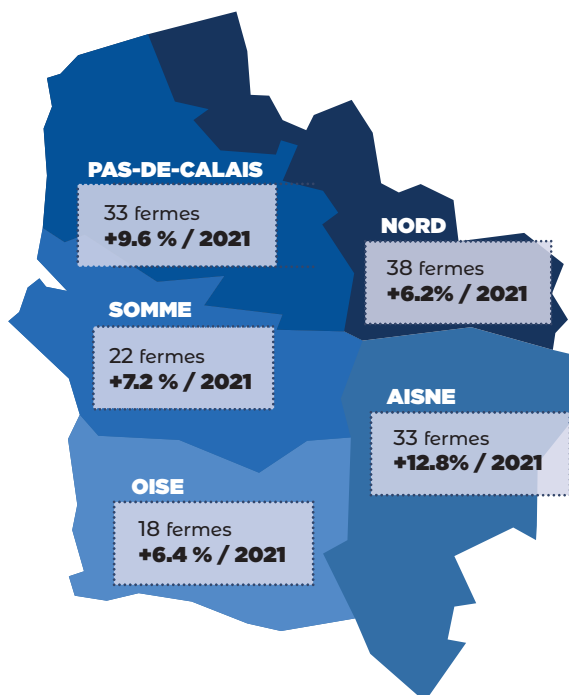 PAS-DE-CALAIS
33 fermes
+9.6 % / 2021
NORD
38 fermes
+6.2% / 2021
SOMME
22 fermes
+7.2 % / 2021
AISNE
33 fermes
+12.8% / 2021
OISE
18 fermes
+6.4 % / 2021